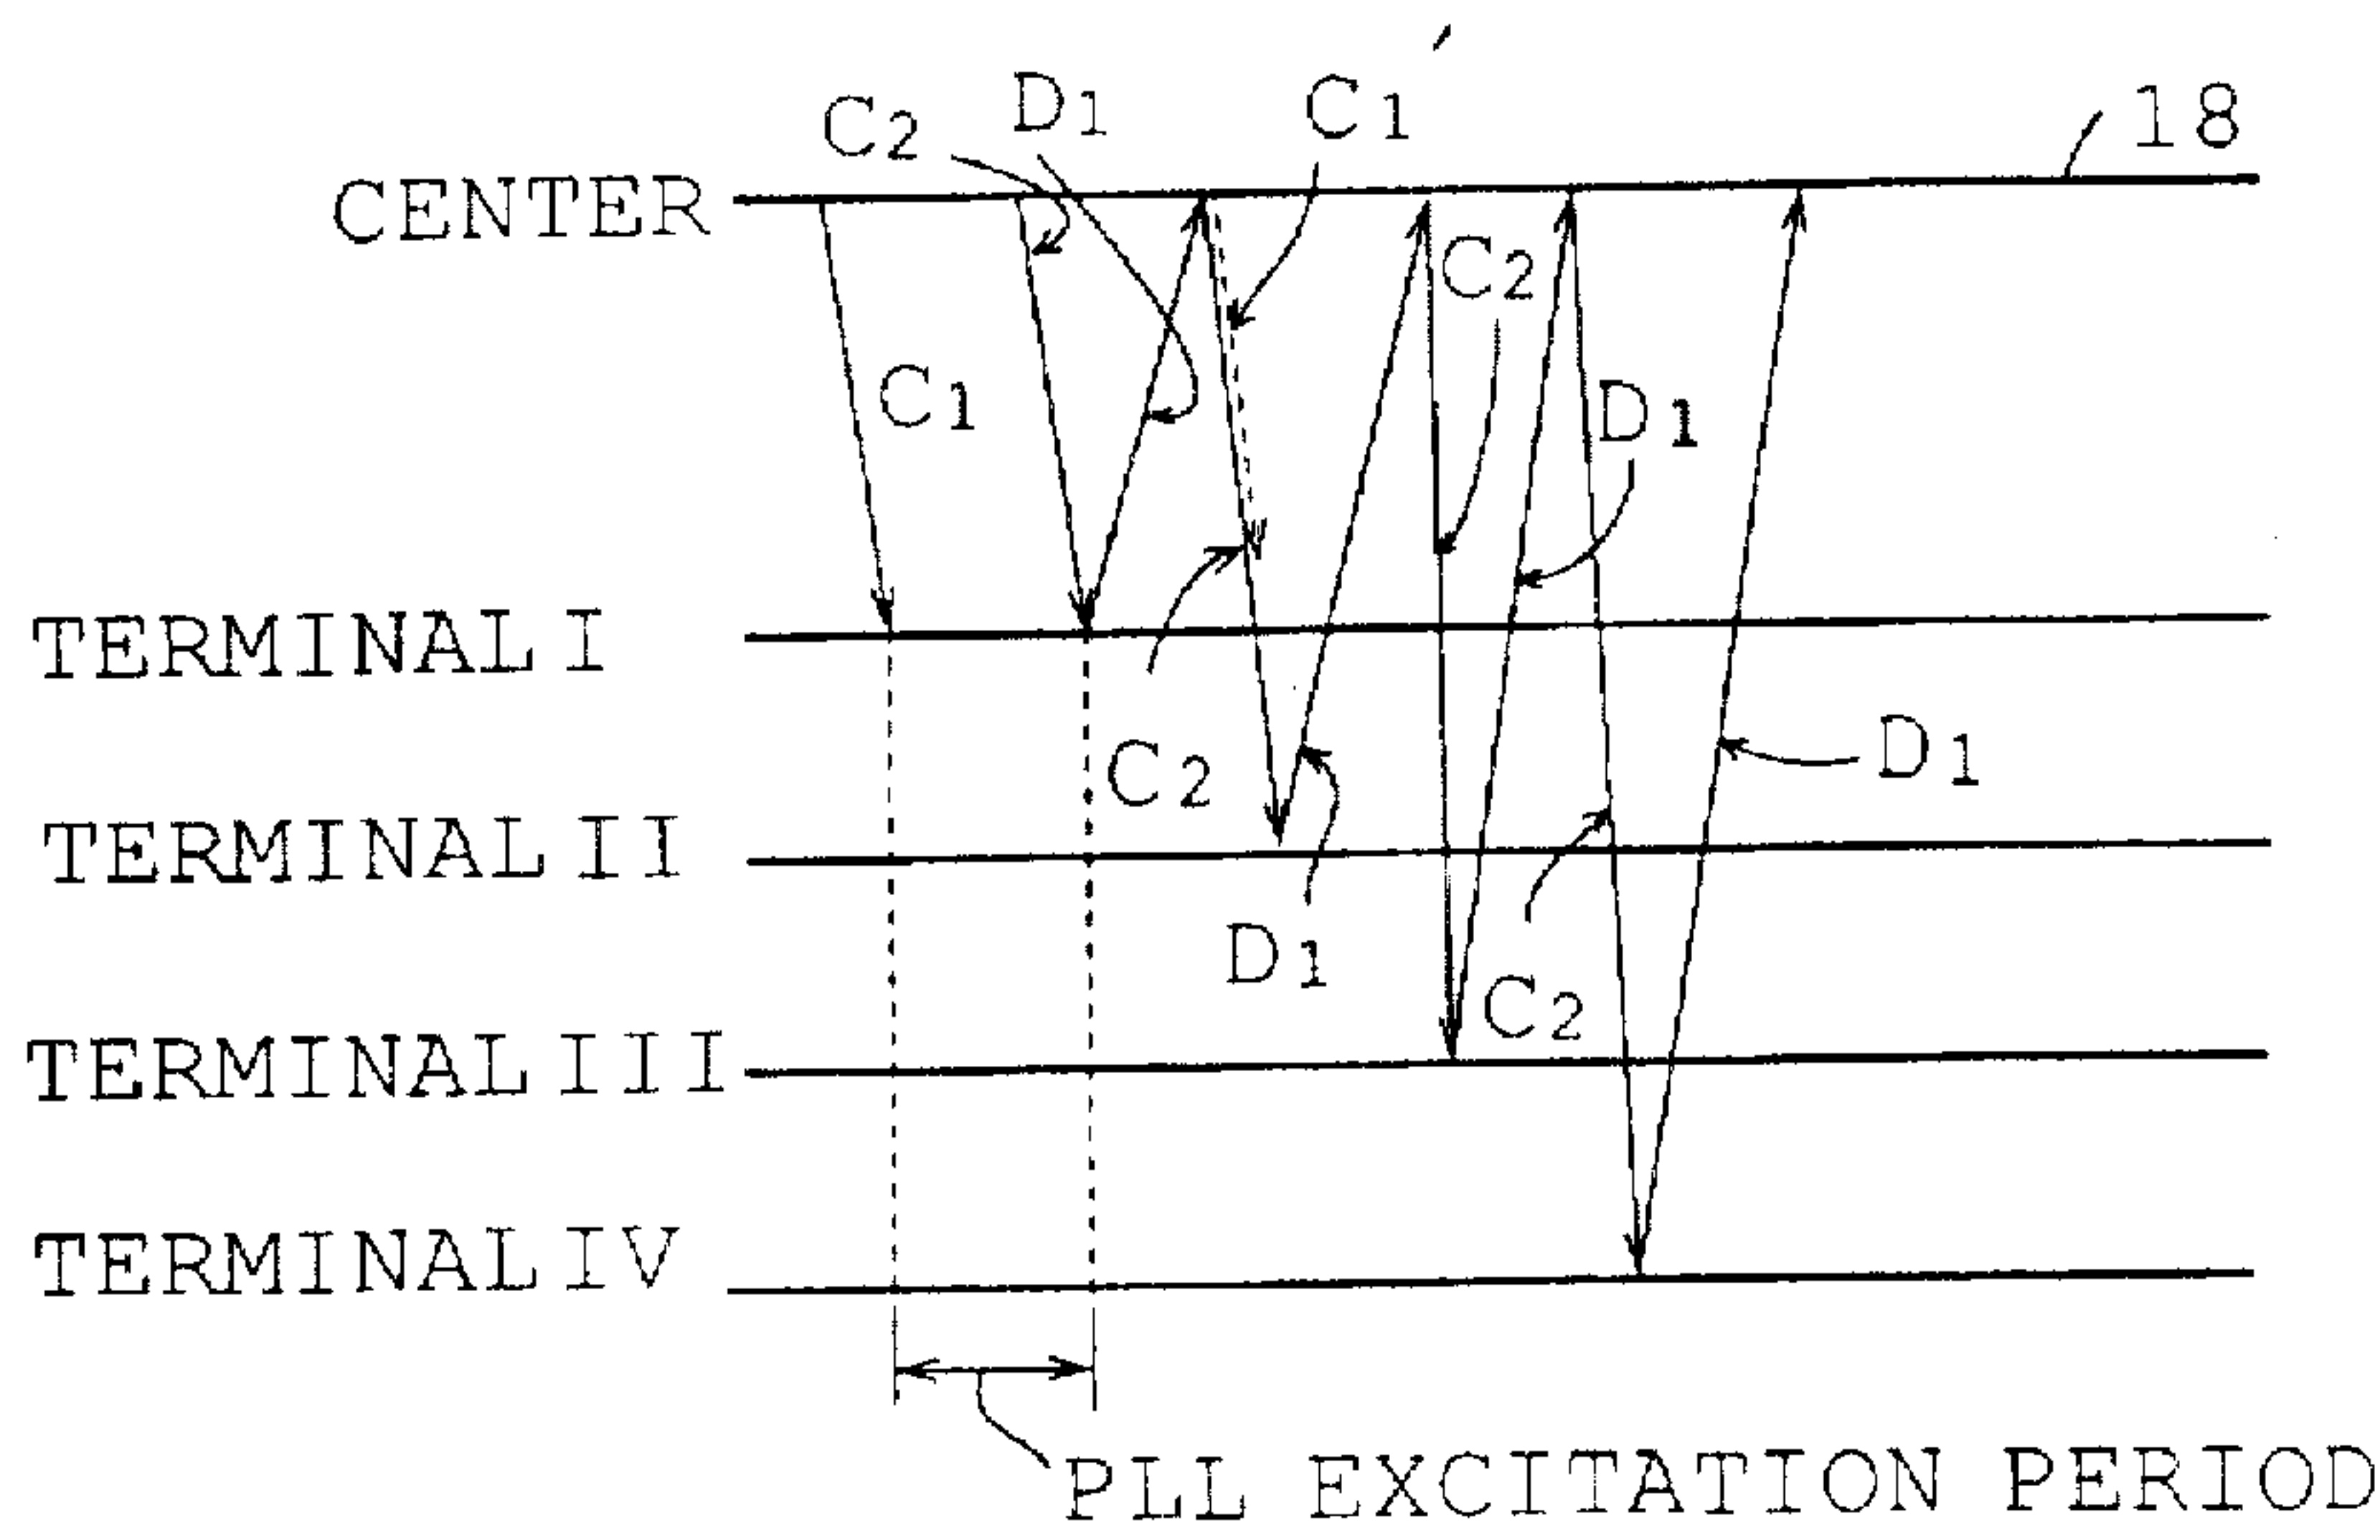 C2 D1 C1 18
CENTER
C2
C1 D1
TERMINAL I
C2 D1
TERMINAL II
D1 C2
TERMINAL III
TERMINAL IV
PLL EXCITATION PERIOD